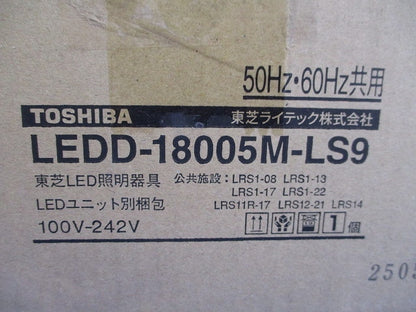 50Hz・60Hz共用
TOSHIBA 東芝ライテック株式会社
LEDD-18005M-LS9
東芝LED照明器具 公共施設:LRS1-08 LRS1-13
LRS1-17 LRS1-22
LEDユニット別梱包 LRS11R-17 LRS12-21 LRS14
100V-242V 1個
2505